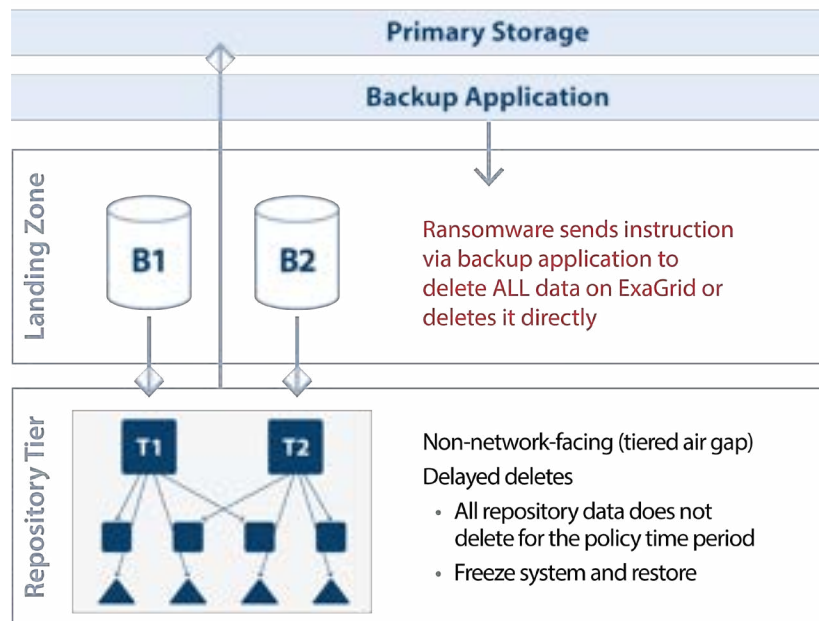 Primary Storage
Backup Application
Landing Zone
B1
B2
Ransomware sends instruction
via backup application to
delete ALL data on ExaGrid or
deletes it directly
Repository Tier
T1
T2
Non-network-facing (tiered air gap)
Delayed deletes
• All repository data does not
delete for the policy time period
• Freeze system and restore